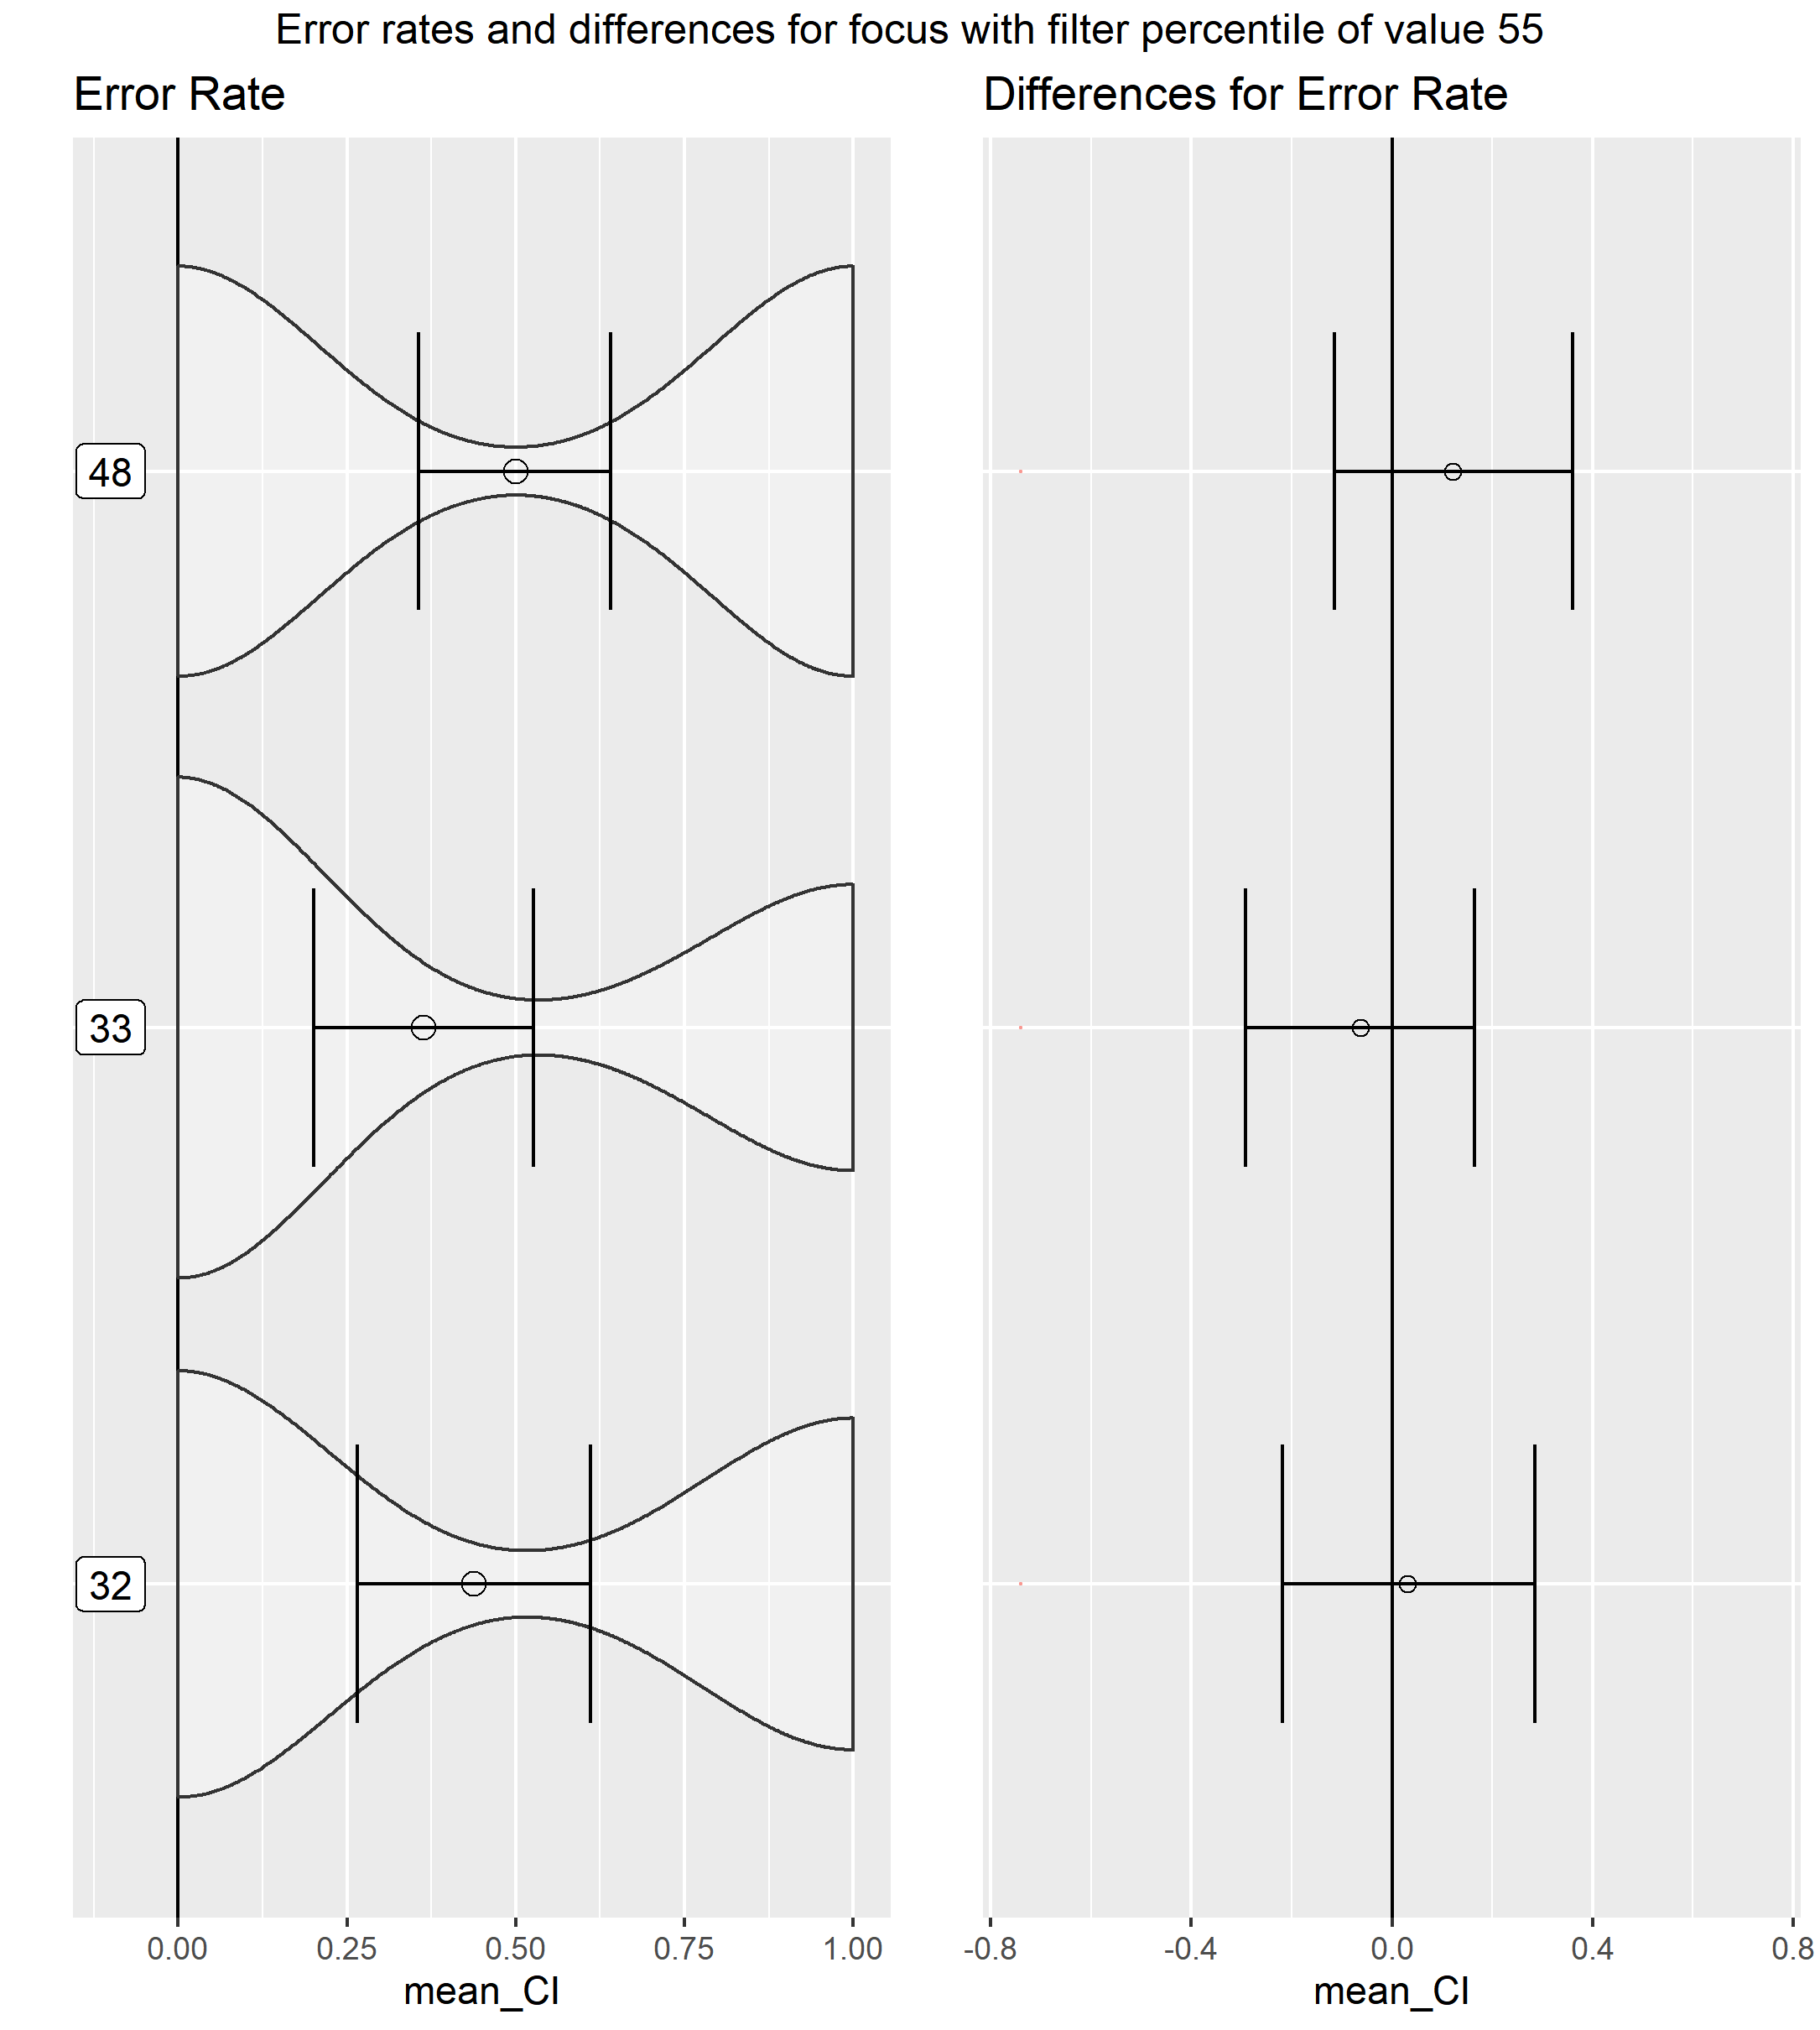 Error rates and differences for focus with filter percentile of value 55
Error Rate
Differences for Error Rate
48
33
32
0.00 0.25 0.50 0.75 1.00
-0.8 -0.4 0.0 0.4 0.8
mean_CI
mean_CI